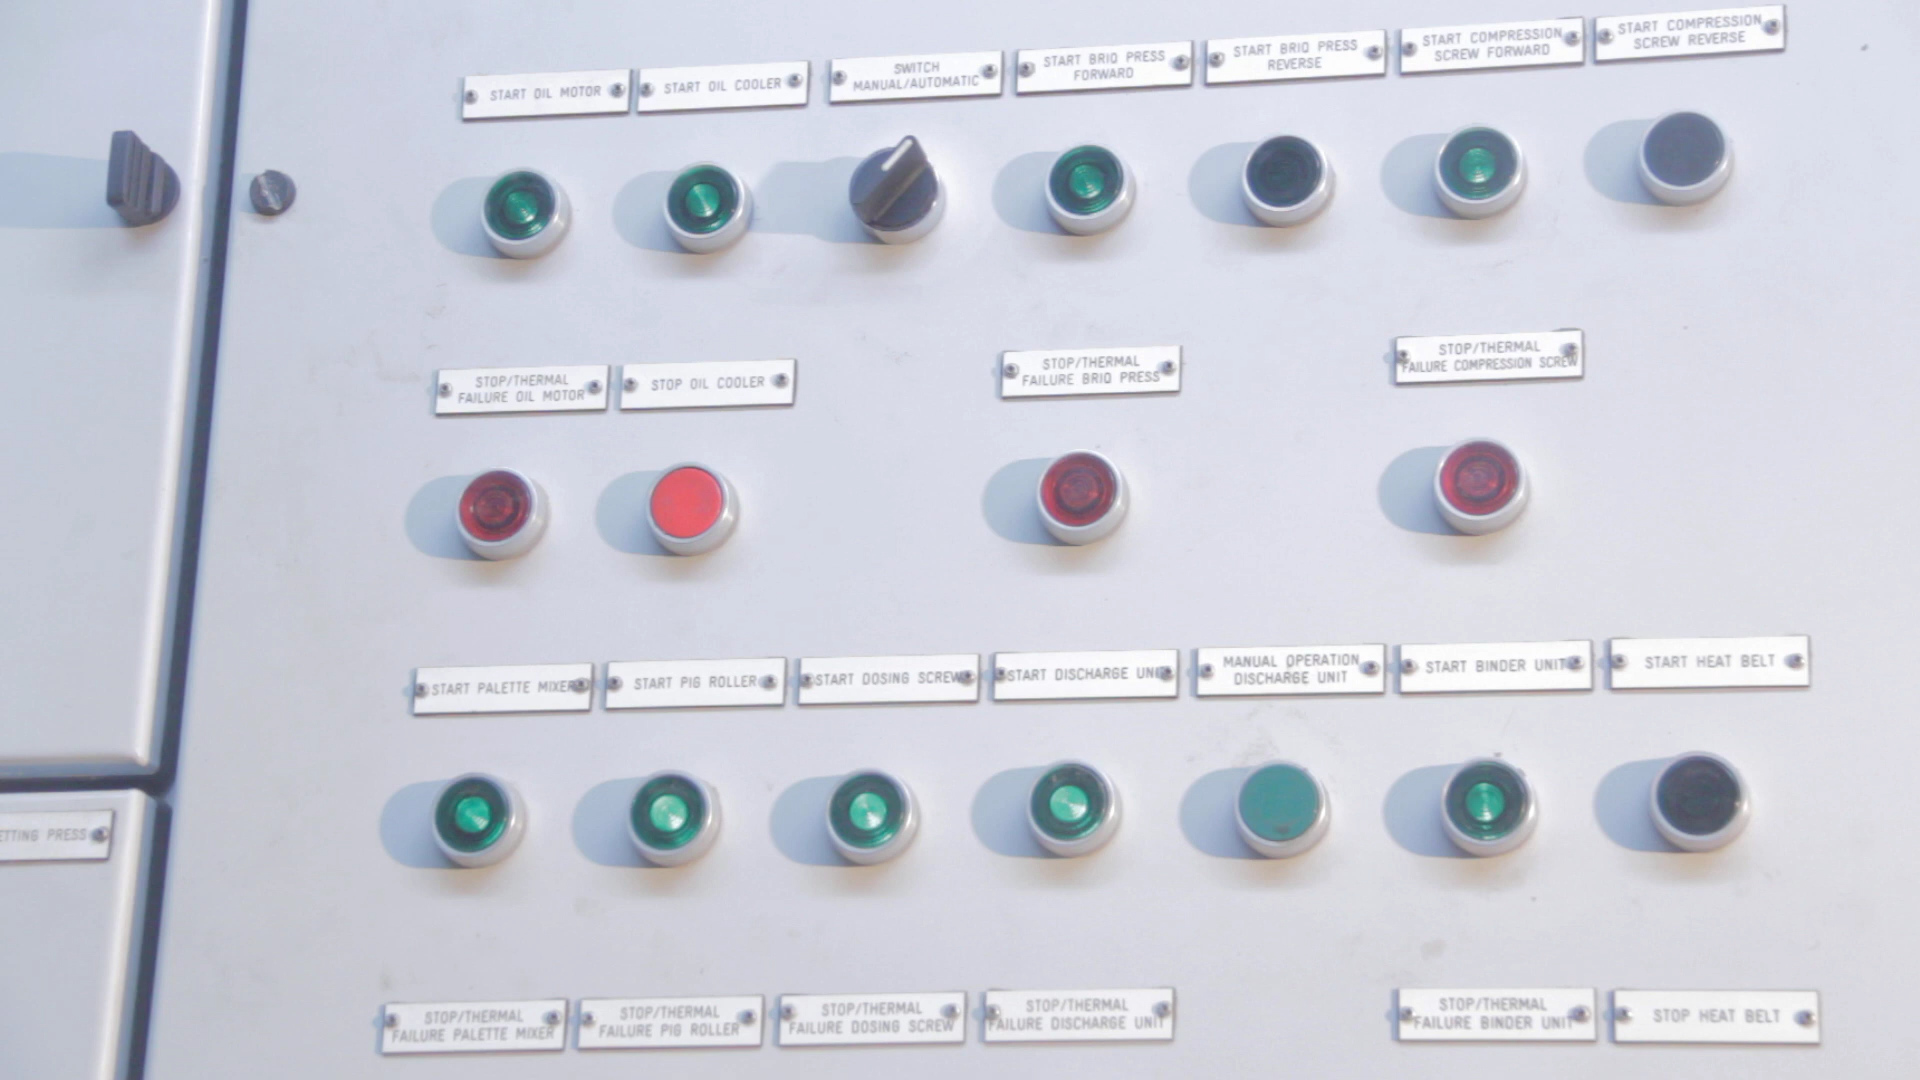 START OIL MOTOR
START OIL COOLER
SWITCH
MANUAL/AUTOMATIC
START BRIQ PRESS
FORWARD
START BRIQ PRESS
REVERSE
START COMPRESSION
SCREW FORWARD
START COMPRESSION
SCREW REVERSE
STOP/THERMAL
FAILURE OIL MOTOR
STOP OIL COOLER
STOP/THERMAL
FAILURE BRIQ PRESS
STOP/THERMAL
FAILURE COMPRESSION SCREW
START PALETTE MIXER
START PIG ROLLER
START DOSING SCREW
START DISCHARGE UNIT
MANUAL OPERATION
DISCHARGE UNIT
START BINDER UNIT
START HEAT BELT
ETTING PRESS
STOP/THERMAL
FAILURE PALETTE MIXER
STOP/THERMAL
FAILURE PIG ROLLER
STOP/THERMAL
FAILURE DOSING SCREW
STOP/THERMAL
FAILURE DISCHARGE UNIT
STOP/THERMAL
FAILURE BINDER UNIT
STOP HEAT BELT